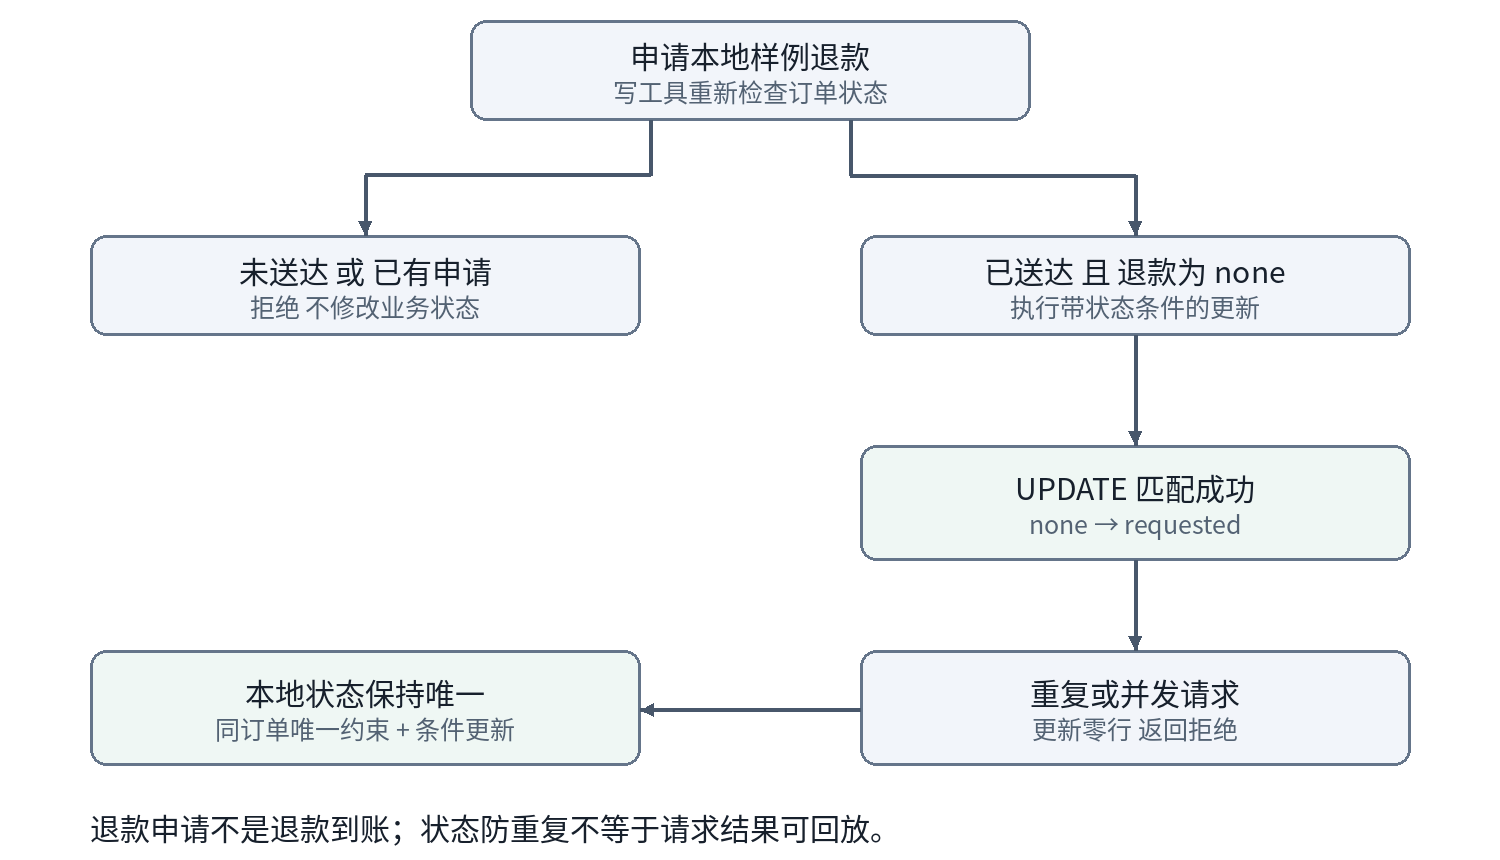 申请本地样例退款
写工具重新检查订单状态
未送达 或 已有申请
拒绝 不修改业务状态
已送达 且 退款为 none
执行带状态条件的更新
UPDATE 匹配成功
none → requested
本地状态保持唯一
同订单唯一约束 + 条件更新
重复或并发请求
更新零行 返回拒绝
退款申请不是退款到账；状态防重复不等于请求结果可回放。